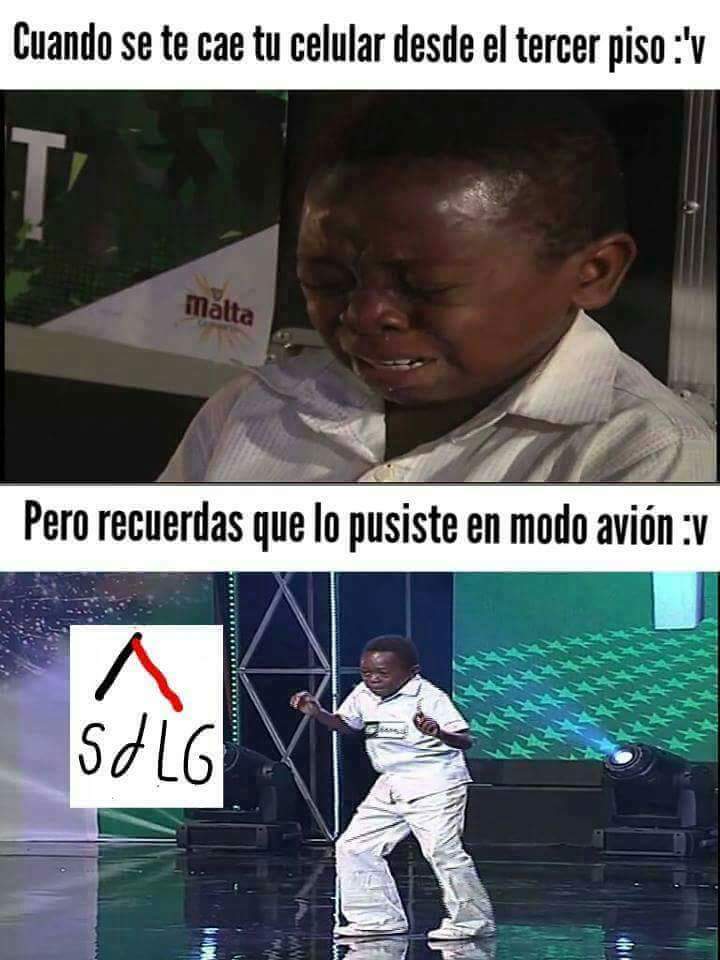 Cuando se te cae tu celular desde el tercer piso :'v
T
Malta
Pero recuerdas que lo pusiste en modo avión :v
SdLG